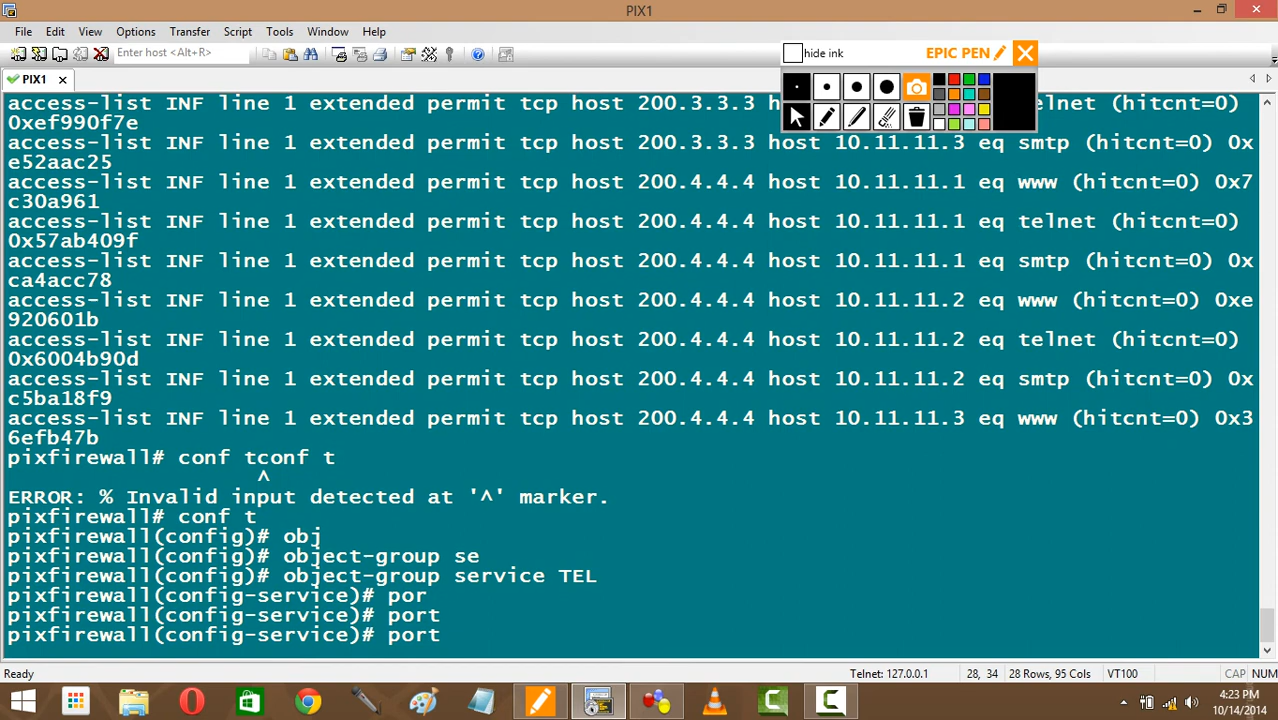 PIX1
File Edit View Options Transfer Script Tools Window Help
Enter host <Alt+R>
hide ink EPIC PEN
PIX1
access-list INF line 1 extended permit tcp host 200.3.3.3 h elnet (hitcnt=0)
0xef990f7e
access-list INF line 1 extended permit tcp host 200.3.3.3 host 10.11.11.3 eq smtp (hitcnt=0) 0x
e52aac25
access-list INF line 1 extended permit tcp host 200.4.4.4 host 10.11.11.1 eq www (hitcnt=0) 0x7
c30a961
access-list INF line 1 extended permit tcp host 200.4.4.4 host 10.11.11.1 eq telnet (hitcnt=0)
0x57ab409f
access-list INF line 1 extended permit tcp host 200.4.4.4 host 10.11.11.1 eq smtp (hitcnt=0) 0x
ca4acc78
access-list INF line 1 extended permit tcp host 200.4.4.4 host 10.11.11.2 eq www (hitcnt=0) 0xe
920601b
access-list INF line 1 extended permit tcp host 200.4.4.4 host 10.11.11.2 eq telnet (hitcnt=0)
0x6004b90d
access-list INF line 1 extended permit tcp host 200.4.4.4 host 10.11.11.2 eq smtp (hitcnt=0) 0x
c5ba18f9
access-list INF line 1 extended permit tcp host 200.4.4.4 host 10.11.11.3 eq www (hitcnt=0) 0x3
6efb47b
pixfirewall# conf tconf t
^
ERROR: % Invalid input detected at '^' marker.
pixfirewall# conf t
pixfirewall(config)# obj
pixfirewall(config)# object-group se
pixfirewall(config)# object-group service TEL
pixfirewall(config-service)# por
pixfirewall(config-service)# port
pixfirewall(config-service)# port
Ready Telnet: 127.0.0.1 28, 34 28 Rows, 95 Cols VT100 CAP NUM
4:23 PM
10/14/2014